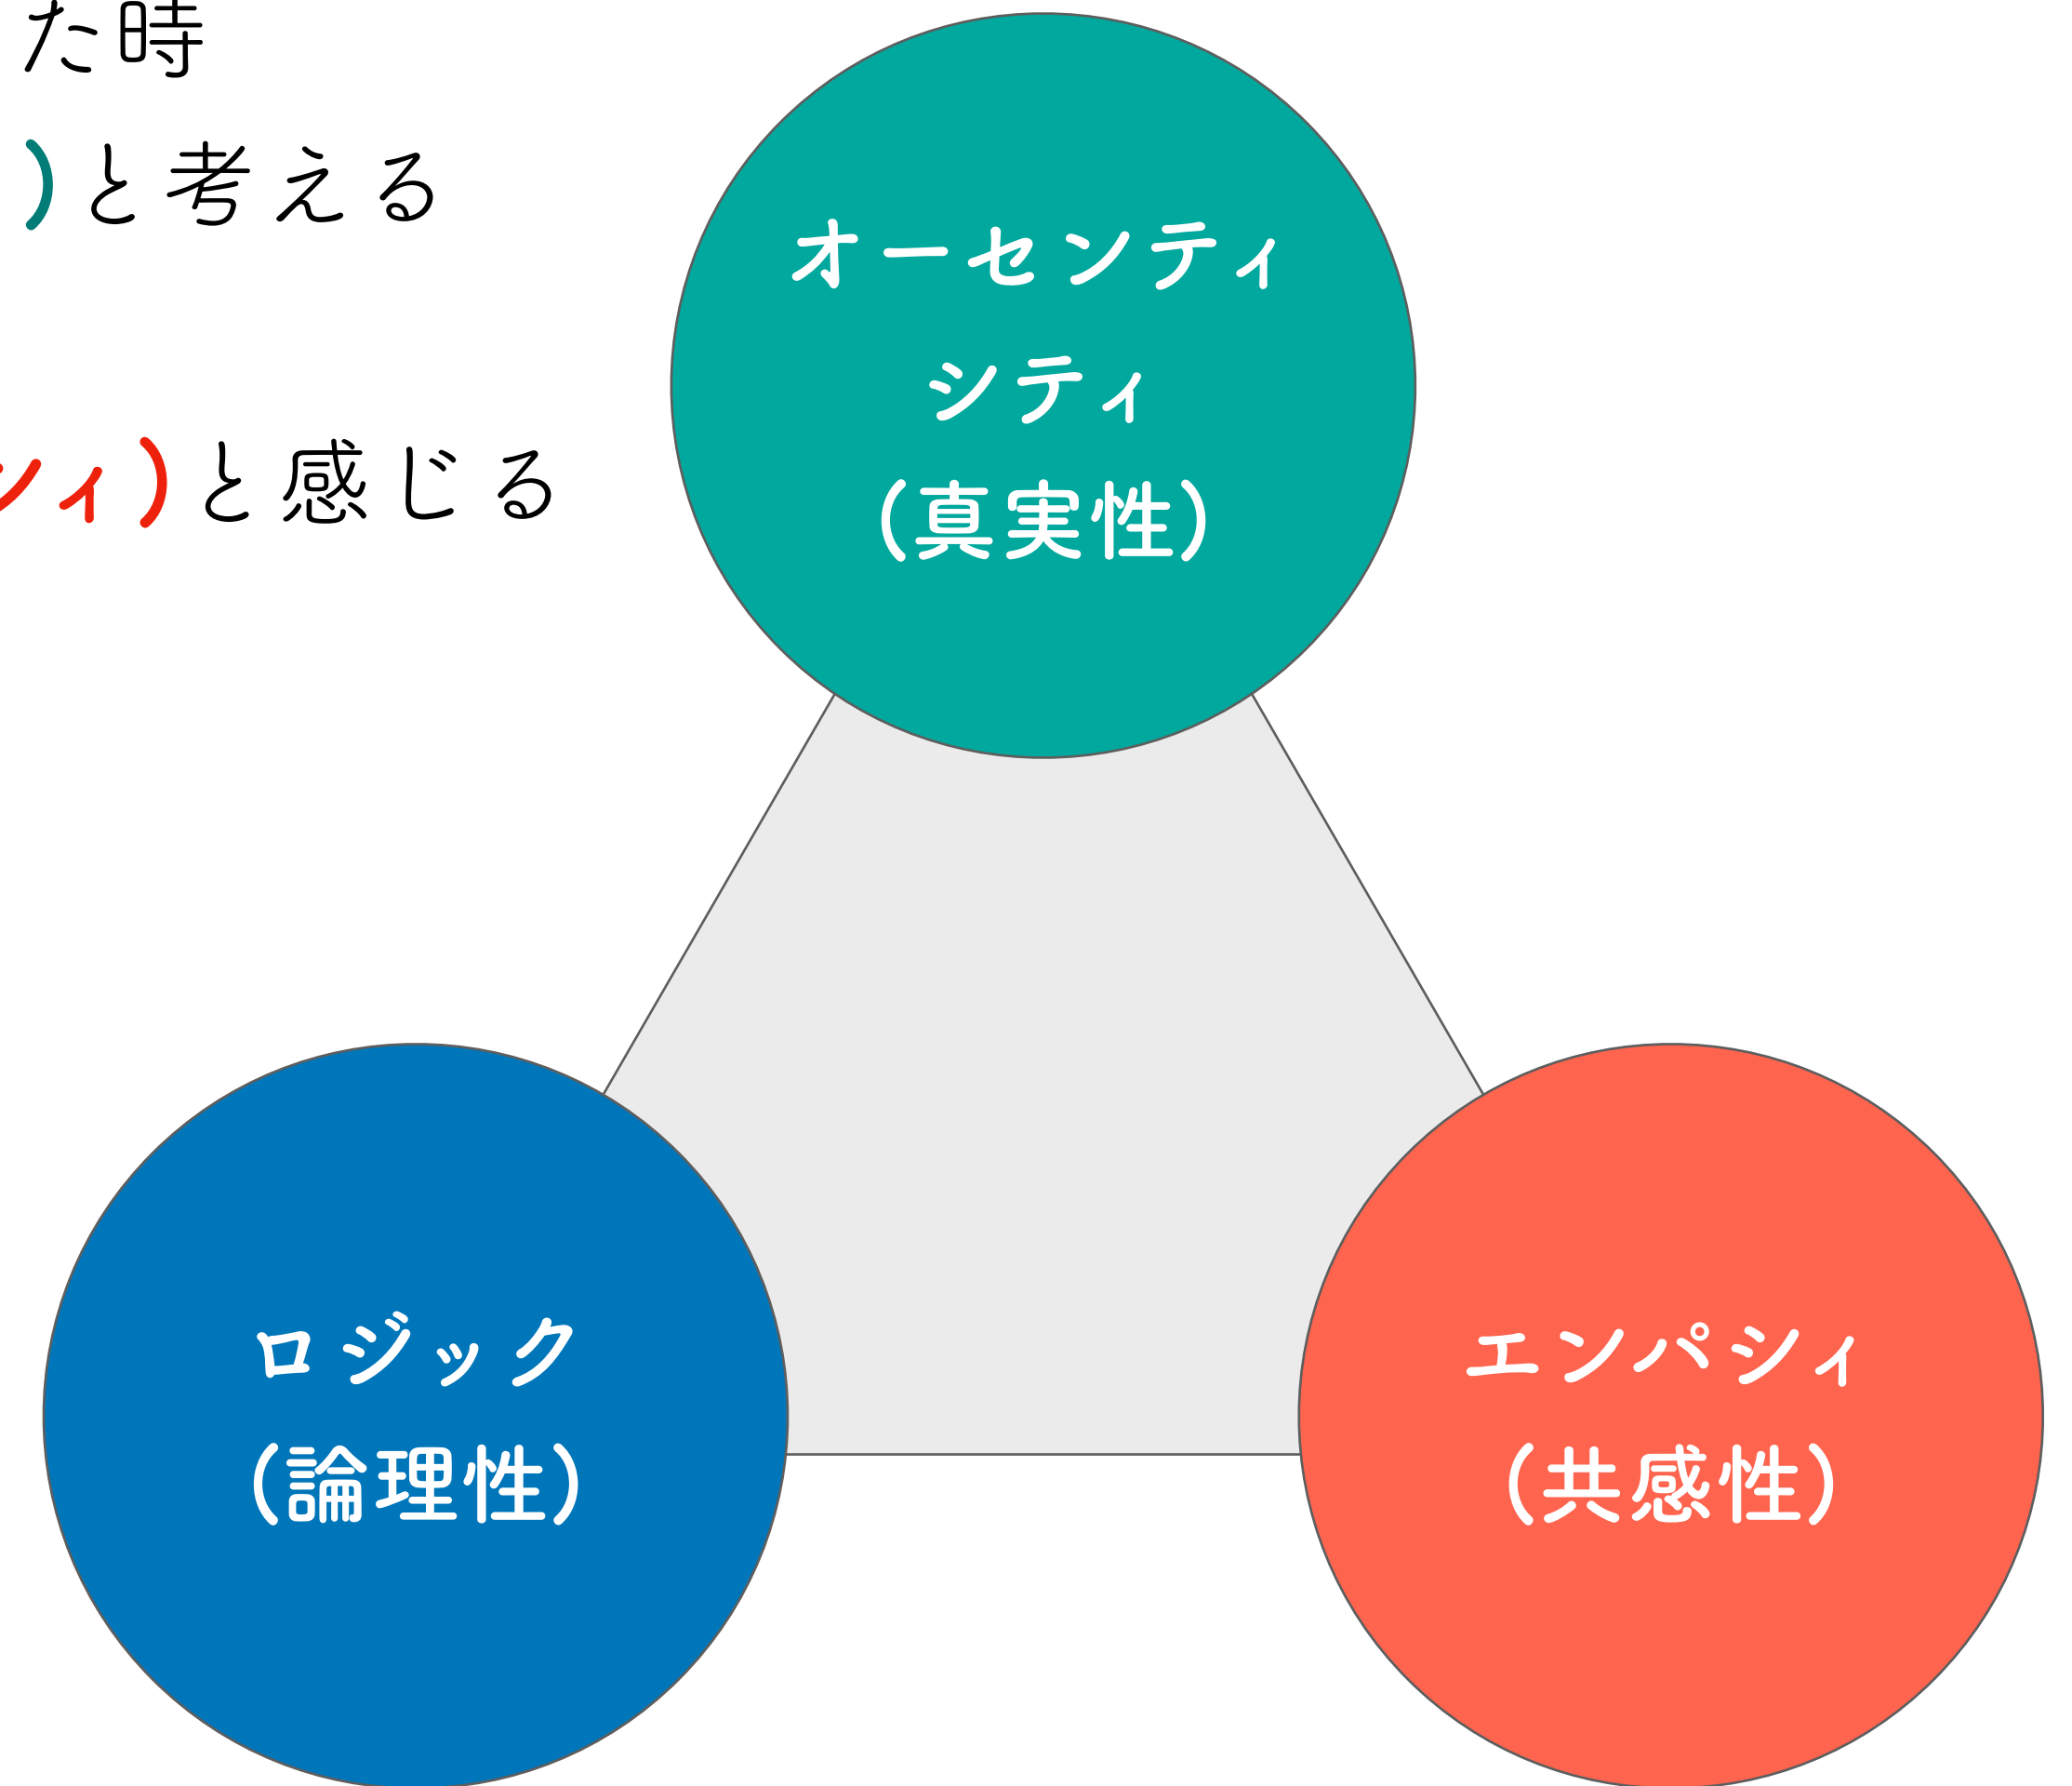 た時
)と考える
ィ)と感じる
オーセンティ
シティ
(真実性)
ロジック
(論理性)
エンパシィ
(共感性)